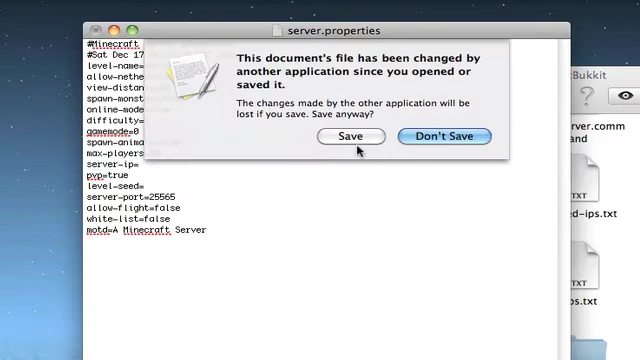 server.properties
#Minecraft
#Sat Dec 17
level-name=
allow-nethe
view-distan
spawn-monst
online-mode
difficulty=
gamemode=0
spawn-anima
max-players
server-ip=
pvp=true
level-seed=
server-port=25565
allow-flight=false
white-list=false
motd=A Minecraft Server
This document's file has been changed by
another application since you opened or
saved it.
The changes made by the other application will be
lost if you save. Save anyway?
Save
Don't Save
Bukkit
server.comm
and
TXT
ed-ips.txt
TXT
ps.txt